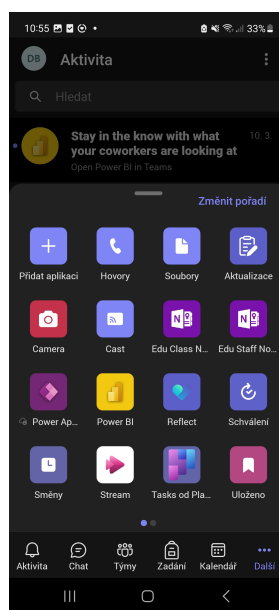 10:55
33%
DB
Aktivita
Hledat
Stay in the know with what
10. 3.
your coworkers are looking at
Open Power BI in Teams
Změnit pořadí
Přidat aplikaci
Hovory
Soubory
Aktualizace
Camera
Cast
Edu Class N...
Edu Staff No...
Power Ap...
Power BI
Reflect
Schválení
Směny
Stream
Tasks od Pla...
Uloženo
Aktivita
Chat
Týmy
Zadání
Kalendář
Další